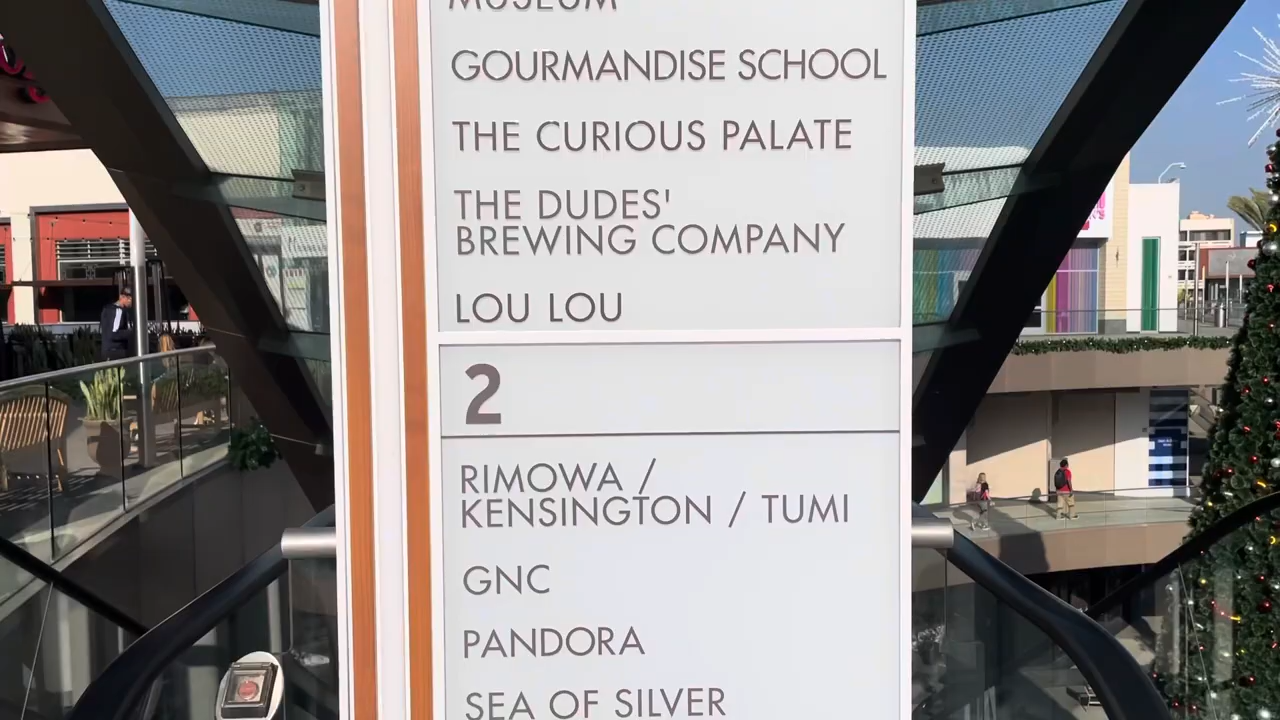 MUSEUM
GOURMANDISE SCHOOL
THE CURIOUS PALATE
THE DUDES'
BREWING COMPANY
LOU LOU
2
RIMOWA /
KENSINGTON / TUMI
GNC
PANDORA
SEA OF SILVER